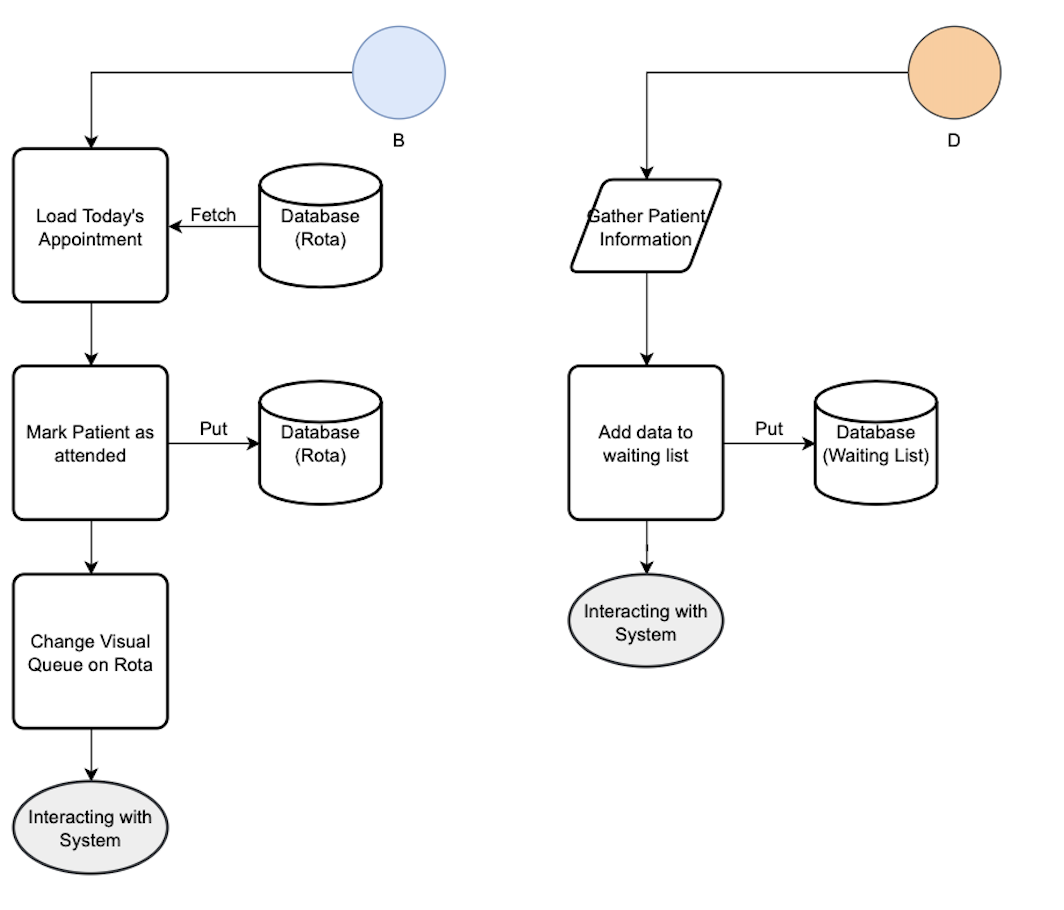 B
Load Today's
Appointment
Fetch
Database
(Rota)
Mark Patient as
attended
Put
Database
(Rota)
Change Visual
Queue on Rota
Interacting with
System
D
Gather Patient
Information
Add data to
waiting list
Put
Database
(Waiting List)
Interacting with
System